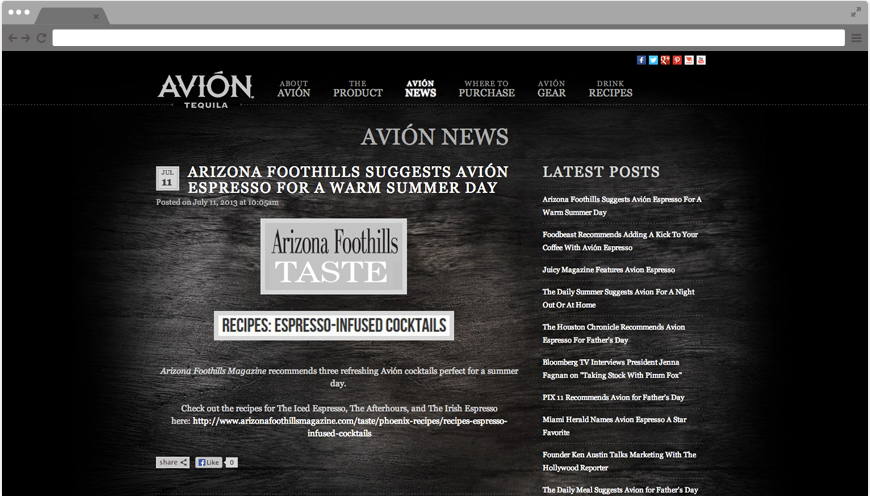 AVIÓN
TEQUILA
ABOUT
AVIÓN
THE
PRODUCT
AVIÓN
NEWS
WHERE TO
PURCHASE
AVIÓN
GEAR
DRINK
RECIPES
AVIÓN NEWS
JUL
11
ARIZONA FOOTHILLS SUGGESTS AVIÓN
ESPRESSO FOR A WARM SUMMER DAY
Posted on July 11, 2013 at 10:05am
Arizona Foothills
TASTE
RECIPES: ESPRESSO-INFUSED COCKTAILS
Arizona Foothills Magazine recommends three refreshing Avión cocktails perfect for a summer
day.
Check out the recipes for The Iced Espresso, The Afterhours, and The Irish Espresso
here: http://www.arizonafoothillsmagazine.com/taste/phoenix-recipes/recipes-espresso-
infused-cocktails
share
Like
0
LATEST POSTS
Arizona Foothills Suggests Avión Espresso For A
Warm Summer Day
Foodbeast Recommends Adding A Kick To Your
Coffee With Avión Espresso
Juicy Magazine Features Avion Espresso
The Daily Summer Suggests Avion For A Night
Out Or At Home
The Houston Chronicle Recommends Avion
Espresso For Father's Day
Bloomberg TV Interviews President Jenna
Fagnan on "Taking Stock With Pimm Fox"
PIX 11 Recommends Avion for Father's Day
Miami Herald Names Avion Espresso A Star
Favorite
Founder Ken Austin Talks Marketing With The
Hollywood Reporter
The Daily Meal Suggests Avion for Father's Day